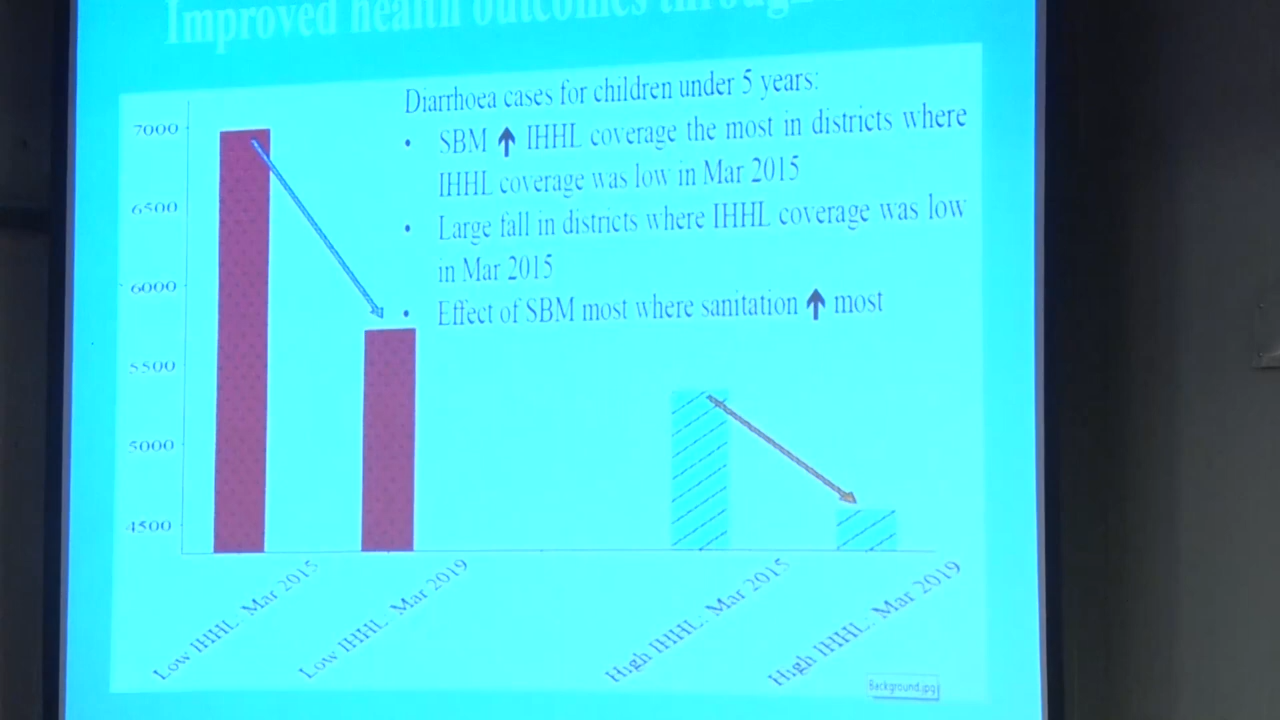 Improved health outcomes through
Diarrhoea cases for children under 5 years:
• SBM ↑ IHHL coverage the most in districts where
IHHL coverage was low in Mar 2015
• Large fall in districts where IHHL coverage was low
in Mar 2015
• Effect of SBM most where sanitation ↑ most
7000
6500
6000
5500
5000
4500
Low IHHL: Mar 2015
Low IHHL: Mar 2019
High IHHL: Mar 2015
High IHHL: Mar 2019
Background.jpg